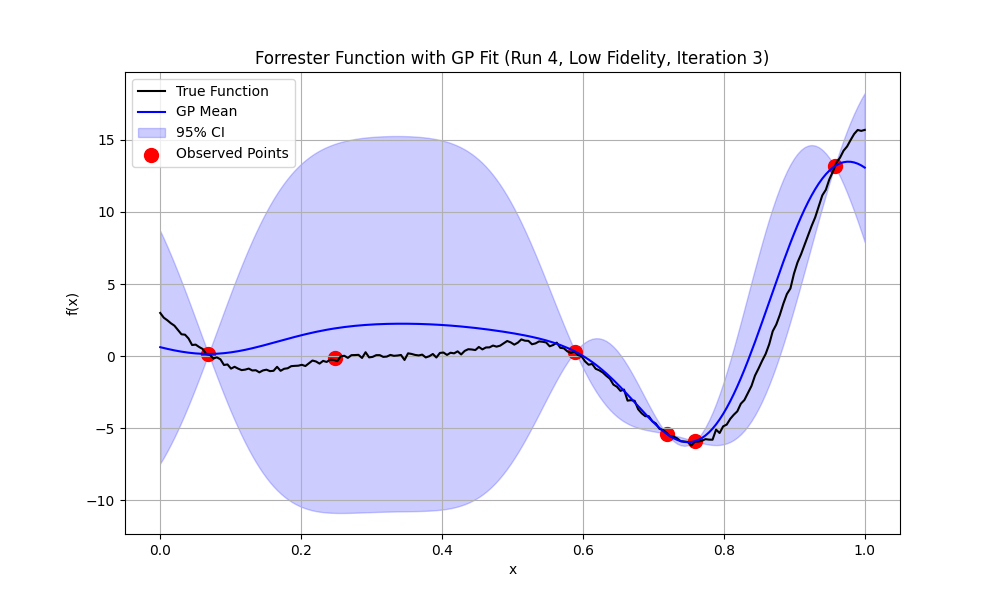 Forrester Function with GP Fit (Run 4, Low Fidelity, Iteration 3)
True Function
GP Mean
95% CI
Observed Points
15
10
5
0
−5
−10
f(x)
0.0 0.2 0.4 0.6 0.8 1.0
x